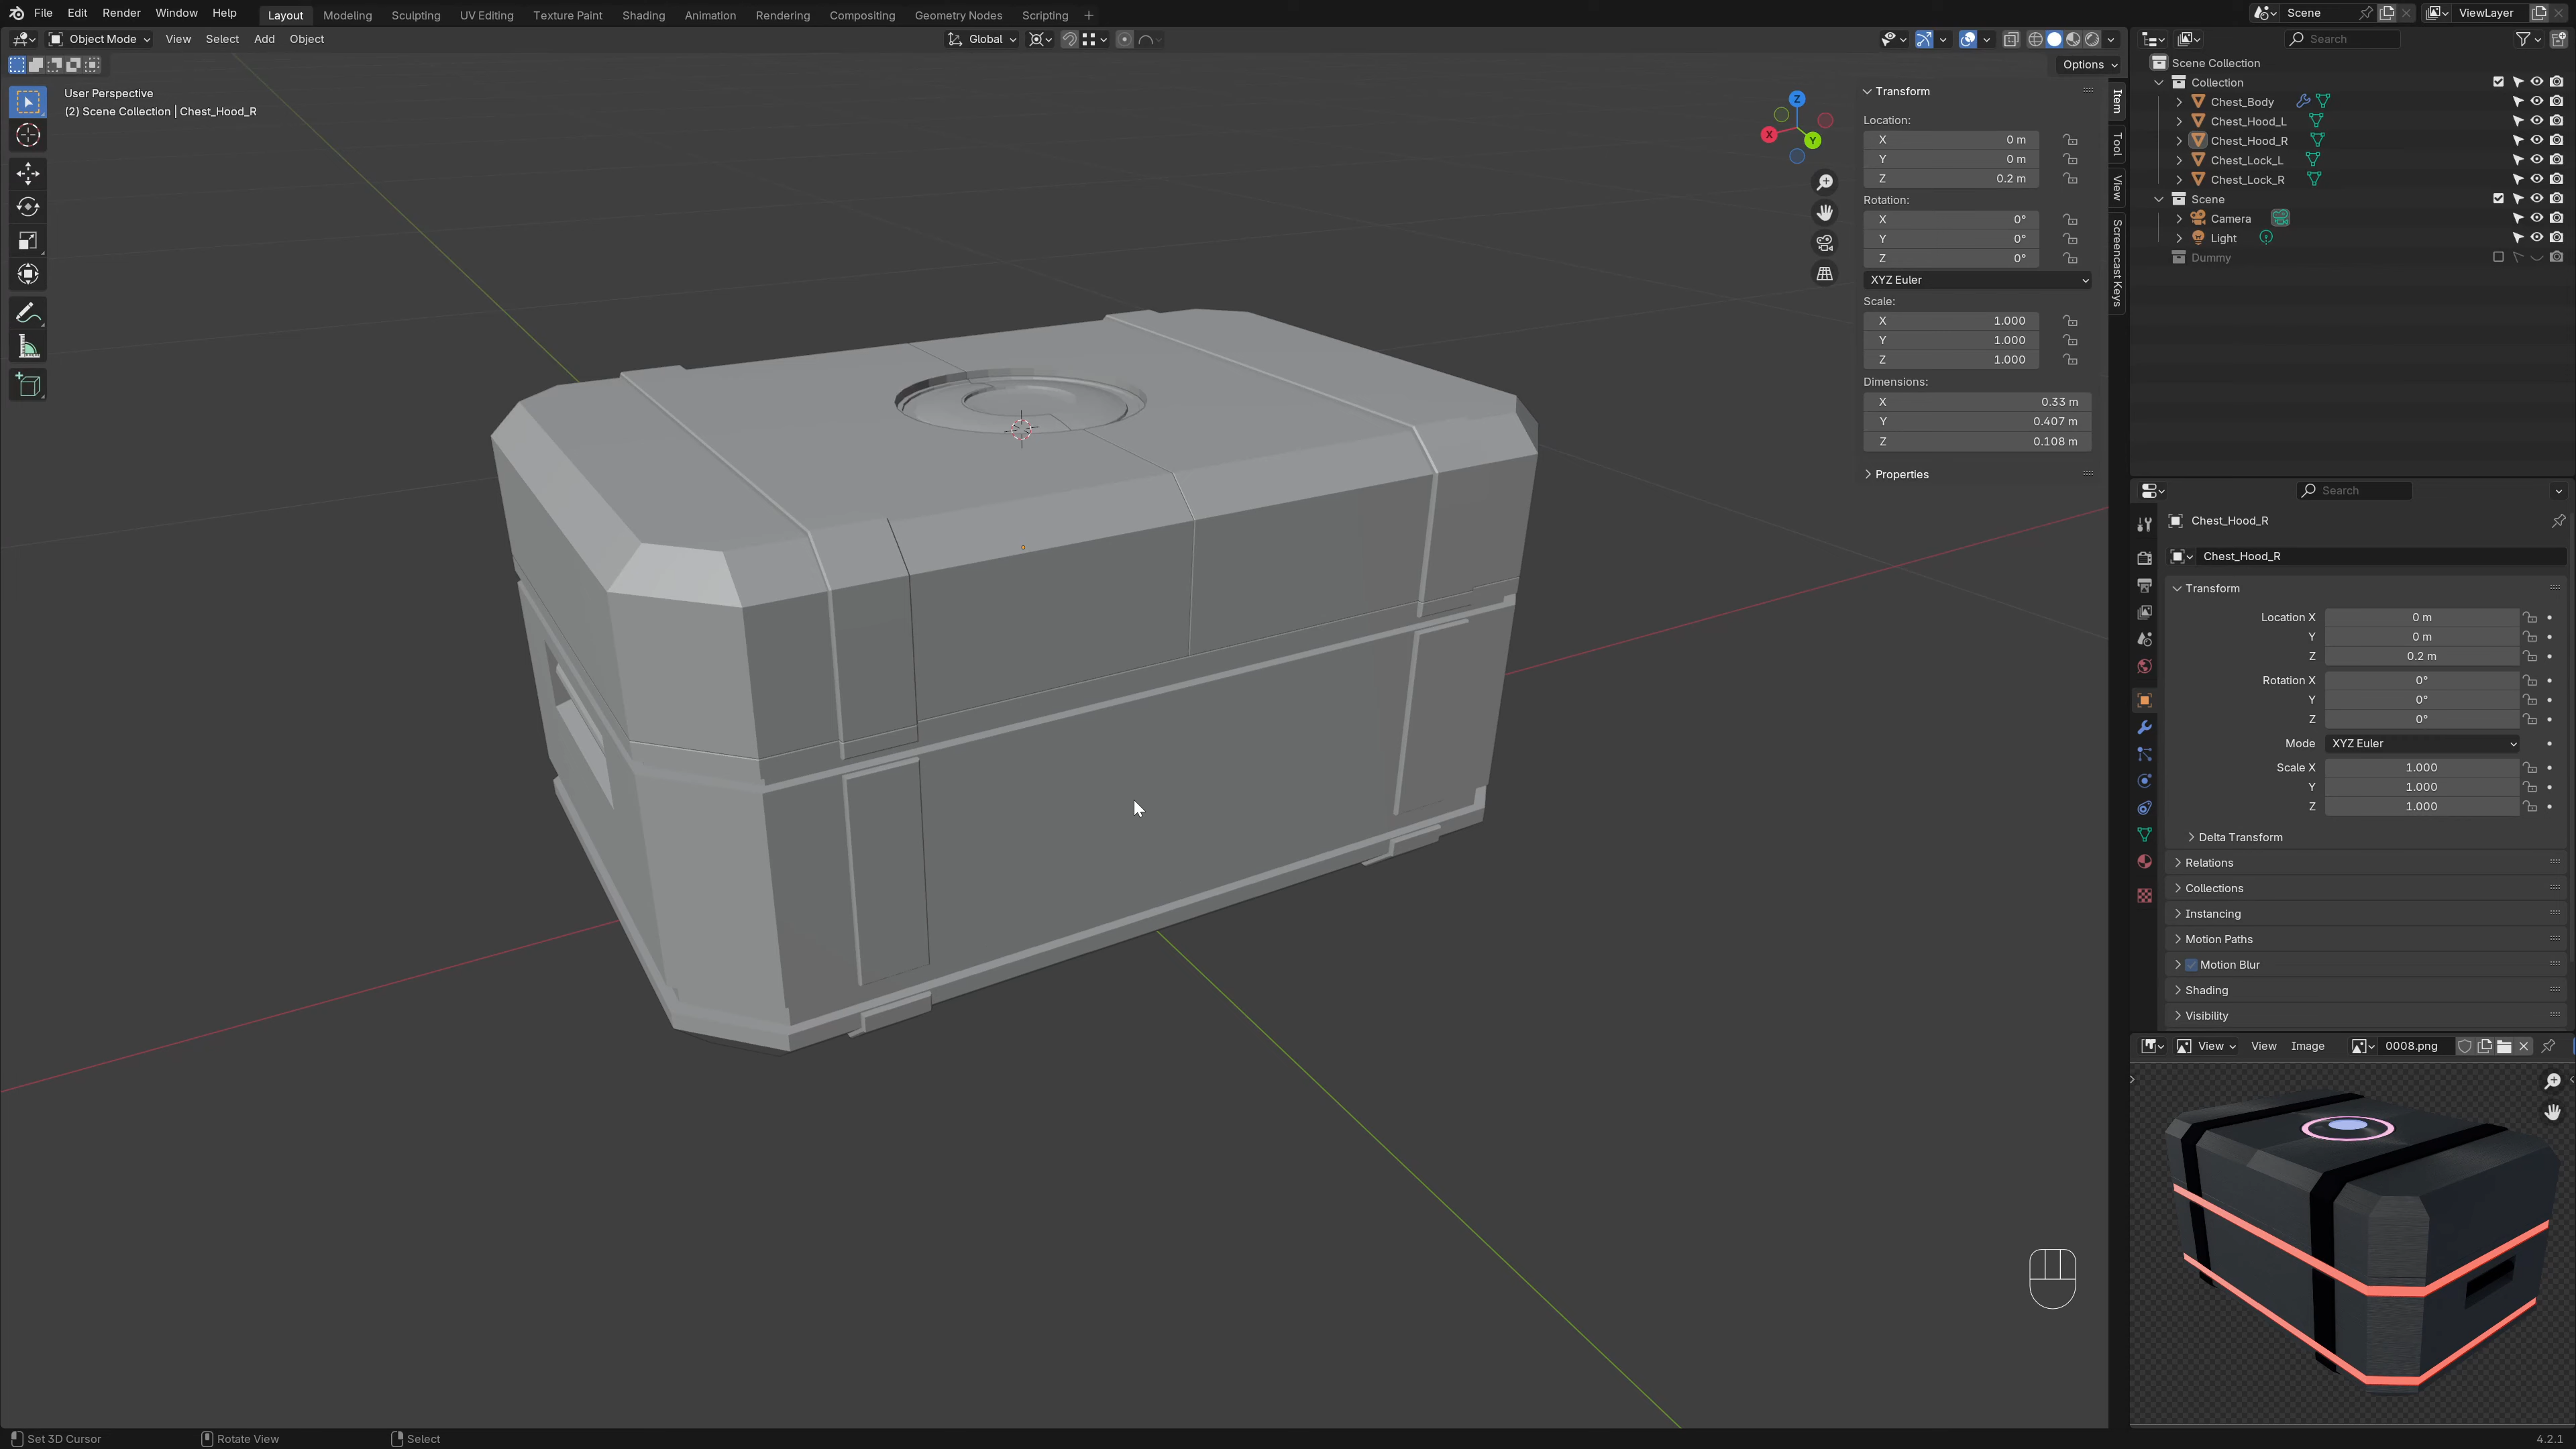 File Edit Render Window Help Layout Modeling Sculpting UV Editing Texture Paint Shading Animation Rendering Compositing Geometry Nodes Scripting + Scene ViewLayer
Object Mode View Select Add Object Global Search
Options
User Perspective
(2) Scene Collection | Chest_Hood_R
Z
X
Y
Item
Tool
View
Screencast Keys
Transform
Location:
X 0 m
Y 0 m
Z 0.2 m
Rotation:
X 0°
Y 0°
Z 0°
XYZ Euler
Scale:
X 1.000
Y 1.000
Z 1.000
Dimensions:
X 0.33 m
Y 0.407 m
Z 0.108 m
Properties
Scene Collection
Collection
Chest_Body
Chest_Hood_L
Chest_Hood_R
Chest_Lock_L
Chest_Lock_R
Scene
Camera
Light
Dummy
Search
Chest_Hood_R
Chest_Hood_R
Transform
Location X 0 m
Y 0 m
Z 0.2 m
Rotation X 0°
Y 0°
Z 0°
Mode XYZ Euler
Scale X 1.000
Y 1.000
Z 1.000
Delta Transform
Relations
Collections
Instancing
Motion Paths
Motion Blur
Shading
Visibility
View View Image 0008.png
Set 3D Cursor Rotate View Select 4.2.1